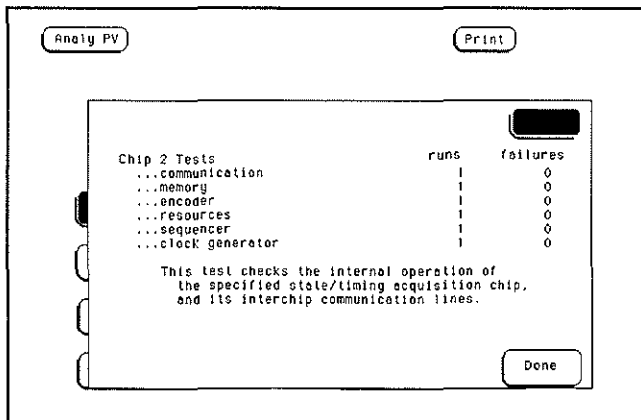 Analy PV
Print
Chip 2 Tests runs failures
...communication 1 0
...memory 1 0
...encoder 1 0
...resources 1 0
...sequencer 1 0
...clock generator 1 0
This test checks the internal operation of
the specified state/timing acquisition chip,
and its interchip communication lines.
Done